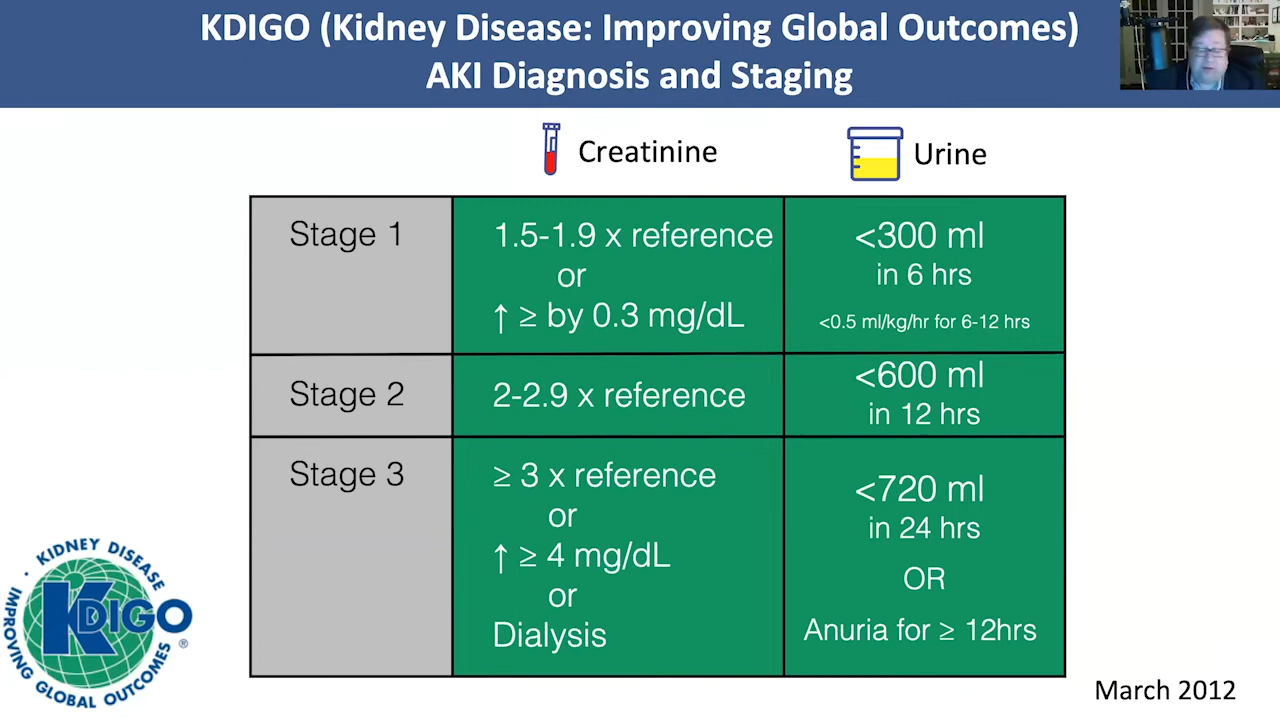 KDIGO (Kidney Disease: Improving Global Outcomes)
AKI Diagnosis and Staging
Creatinine
Urine
Stage 1
1.5-1.9 x reference
or
↑ ≥ by 0.3 mg/dL
<300 ml
in 6 hrs
<0.5 ml/kg/hr for 6-12 hrs
Stage 2
2-2.9 x reference
<600 ml
in 12 hrs
Stage 3
≥ 3 x reference
or
↑ ≥ 4 mg/dL
or
Dialysis
<720 ml
in 24 hrs
OR
Anuria for ≥ 12hrs
· KIDNEY DISEASE
IMPROVING GLOBAL OUTCOMES
KDIGO ®
March 2012